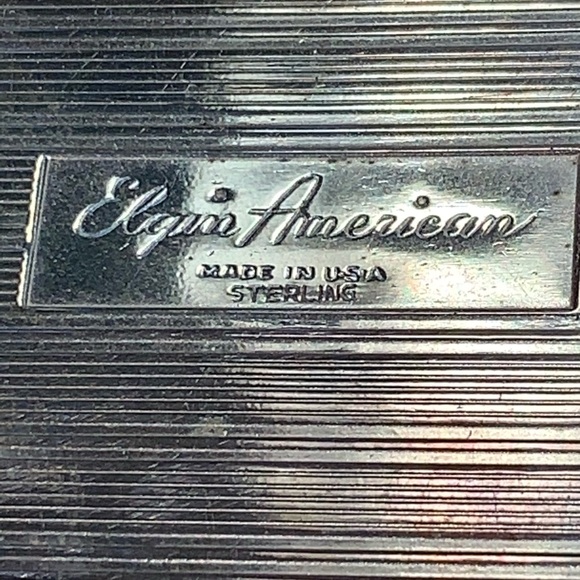 Elgin American
MADE IN U·S·A
STERLING